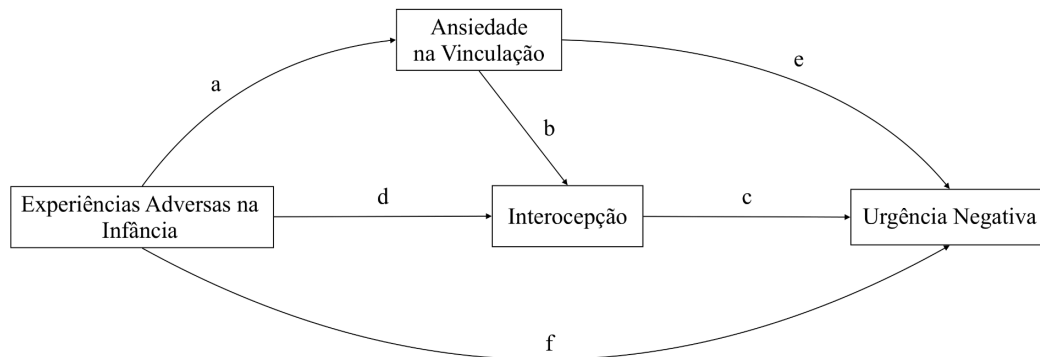 Ansiedade
na Vinculação
a
e
b
Experiências Adversas na
Infância
d
Interocepção
c
Urgência Negativa
f